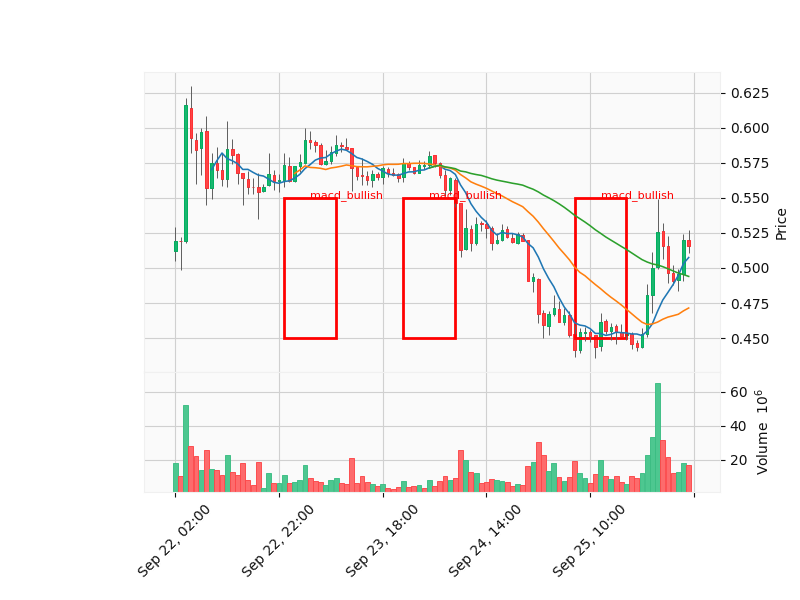 0.625
0.600
0.575
0.550
0.525
0.500
0.475
0.450
Price
macd_bullish
macd_bullish
macd_bullish
60
40
20
Volume 10⁶
Sep 22, 02:00
Sep 22, 22:00
Sep 23, 18:00
Sep 24, 14:00
Sep 25, 10:00